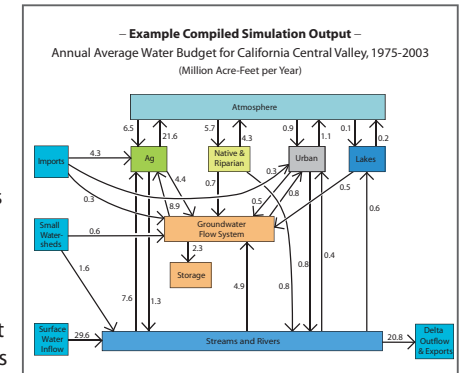 – Example Compiled Simulation Output –
Annual Average Water Budget for California Central Valley, 1975-2003
(Million Acre-Feet per Year)
Atmosphere
6.5
21.6
5.7
4.3
0.9
1.1
0.1
0.2
Imports
4.3
Ag
Native &
Riparian
Urban
Lakes
0.3
4.4
0.7
0.8
0.5
0.3
8.9
0.5
0.6
s
Small
Water-
sheds
0.6
Groundwater
Flow System
2.3
Storage
1.6
7.6
1.3
4.9
0.8
0.8
0.4
t
s
Surface
Water
Inflow
29.6
Streams and Rivers
20.8
Delta
Outflow
& Exports